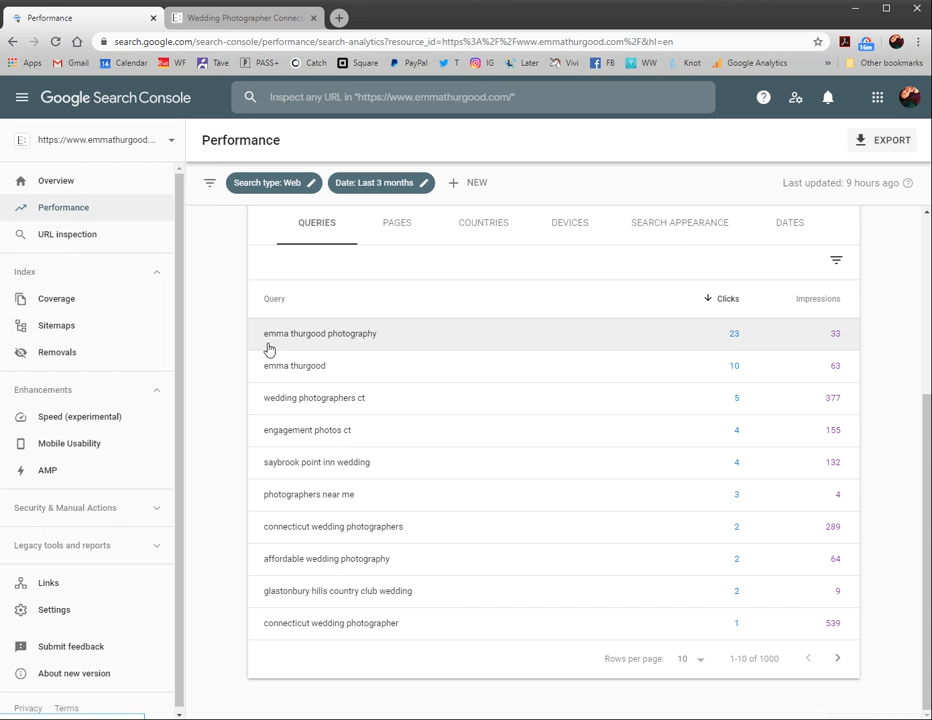 Performance
Wedding Photographer Connect
search.google.com/search-console/performance/search-analytics?resource_id=https%3A%2F%2Fwww.emmathurgood.com%2F&hl=en
16m
Apps Gmail 14 Calendar WF Táve PASS+ Catch Square PayPal T IG Later Vivi FB WW Knot Google Analytics » Other bookmarks
Google Search Console
Inspect any URL in "https://www.emmathurgood.com/"
E: https://www.emmathurgood....
Performance
EXPORT
Search type: Web
Date: Last 3 months
NEW
Last updated: 9 hours ago
Overview
Performance
URL inspection
Index
Coverage
Sitemaps
Removals
Enhancements
Speed (experimental)
Mobile Usability
AMP
Security & Manual Actions
Legacy tools and reports
Links
Settings
Submit feedback
About new version
Privacy Terms
QUERIES PAGES COUNTRIES DEVICES SEARCH APPEARANCE DATES
Query Clicks Impressions
emma thurgood photography 23 33
emma thurgood 10 63
wedding photographers ct 5 377
engagement photos ct 4 155
saybrook point inn wedding 4 132
photographers near me 3 4
connecticut wedding photographers 2 289
affordable wedding photography 2 64
glastonbury hills country club wedding 2 9
connecticut wedding photographer 1 539
Rows per page: 10 1-10 of 1000